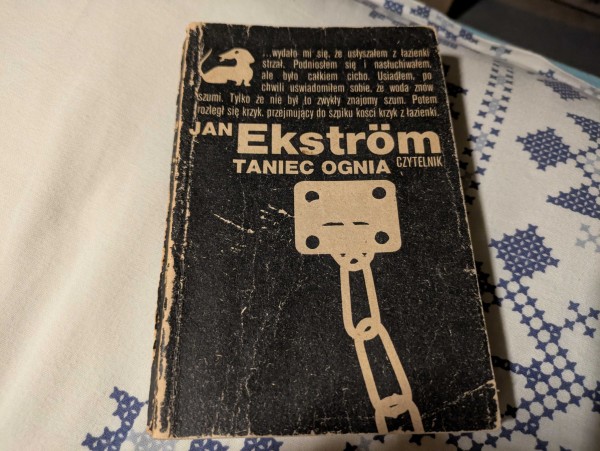 ...wydało mi się, że usłyszałem z łazienki
strzał. Podniosłem się i nasłuchiwałem,
ale było całkiem cicho. Usiadłem, po
chwili uświadomiłem sobie, że woda znów
szumi. Tylko że nie był to zwykły znajomy szum. Potem
rozległ się krzyk, przejmujący do szpiku kości krzyk z łazienki.
JAN Ekström
TANIEC OGNIA CZYTELNIK